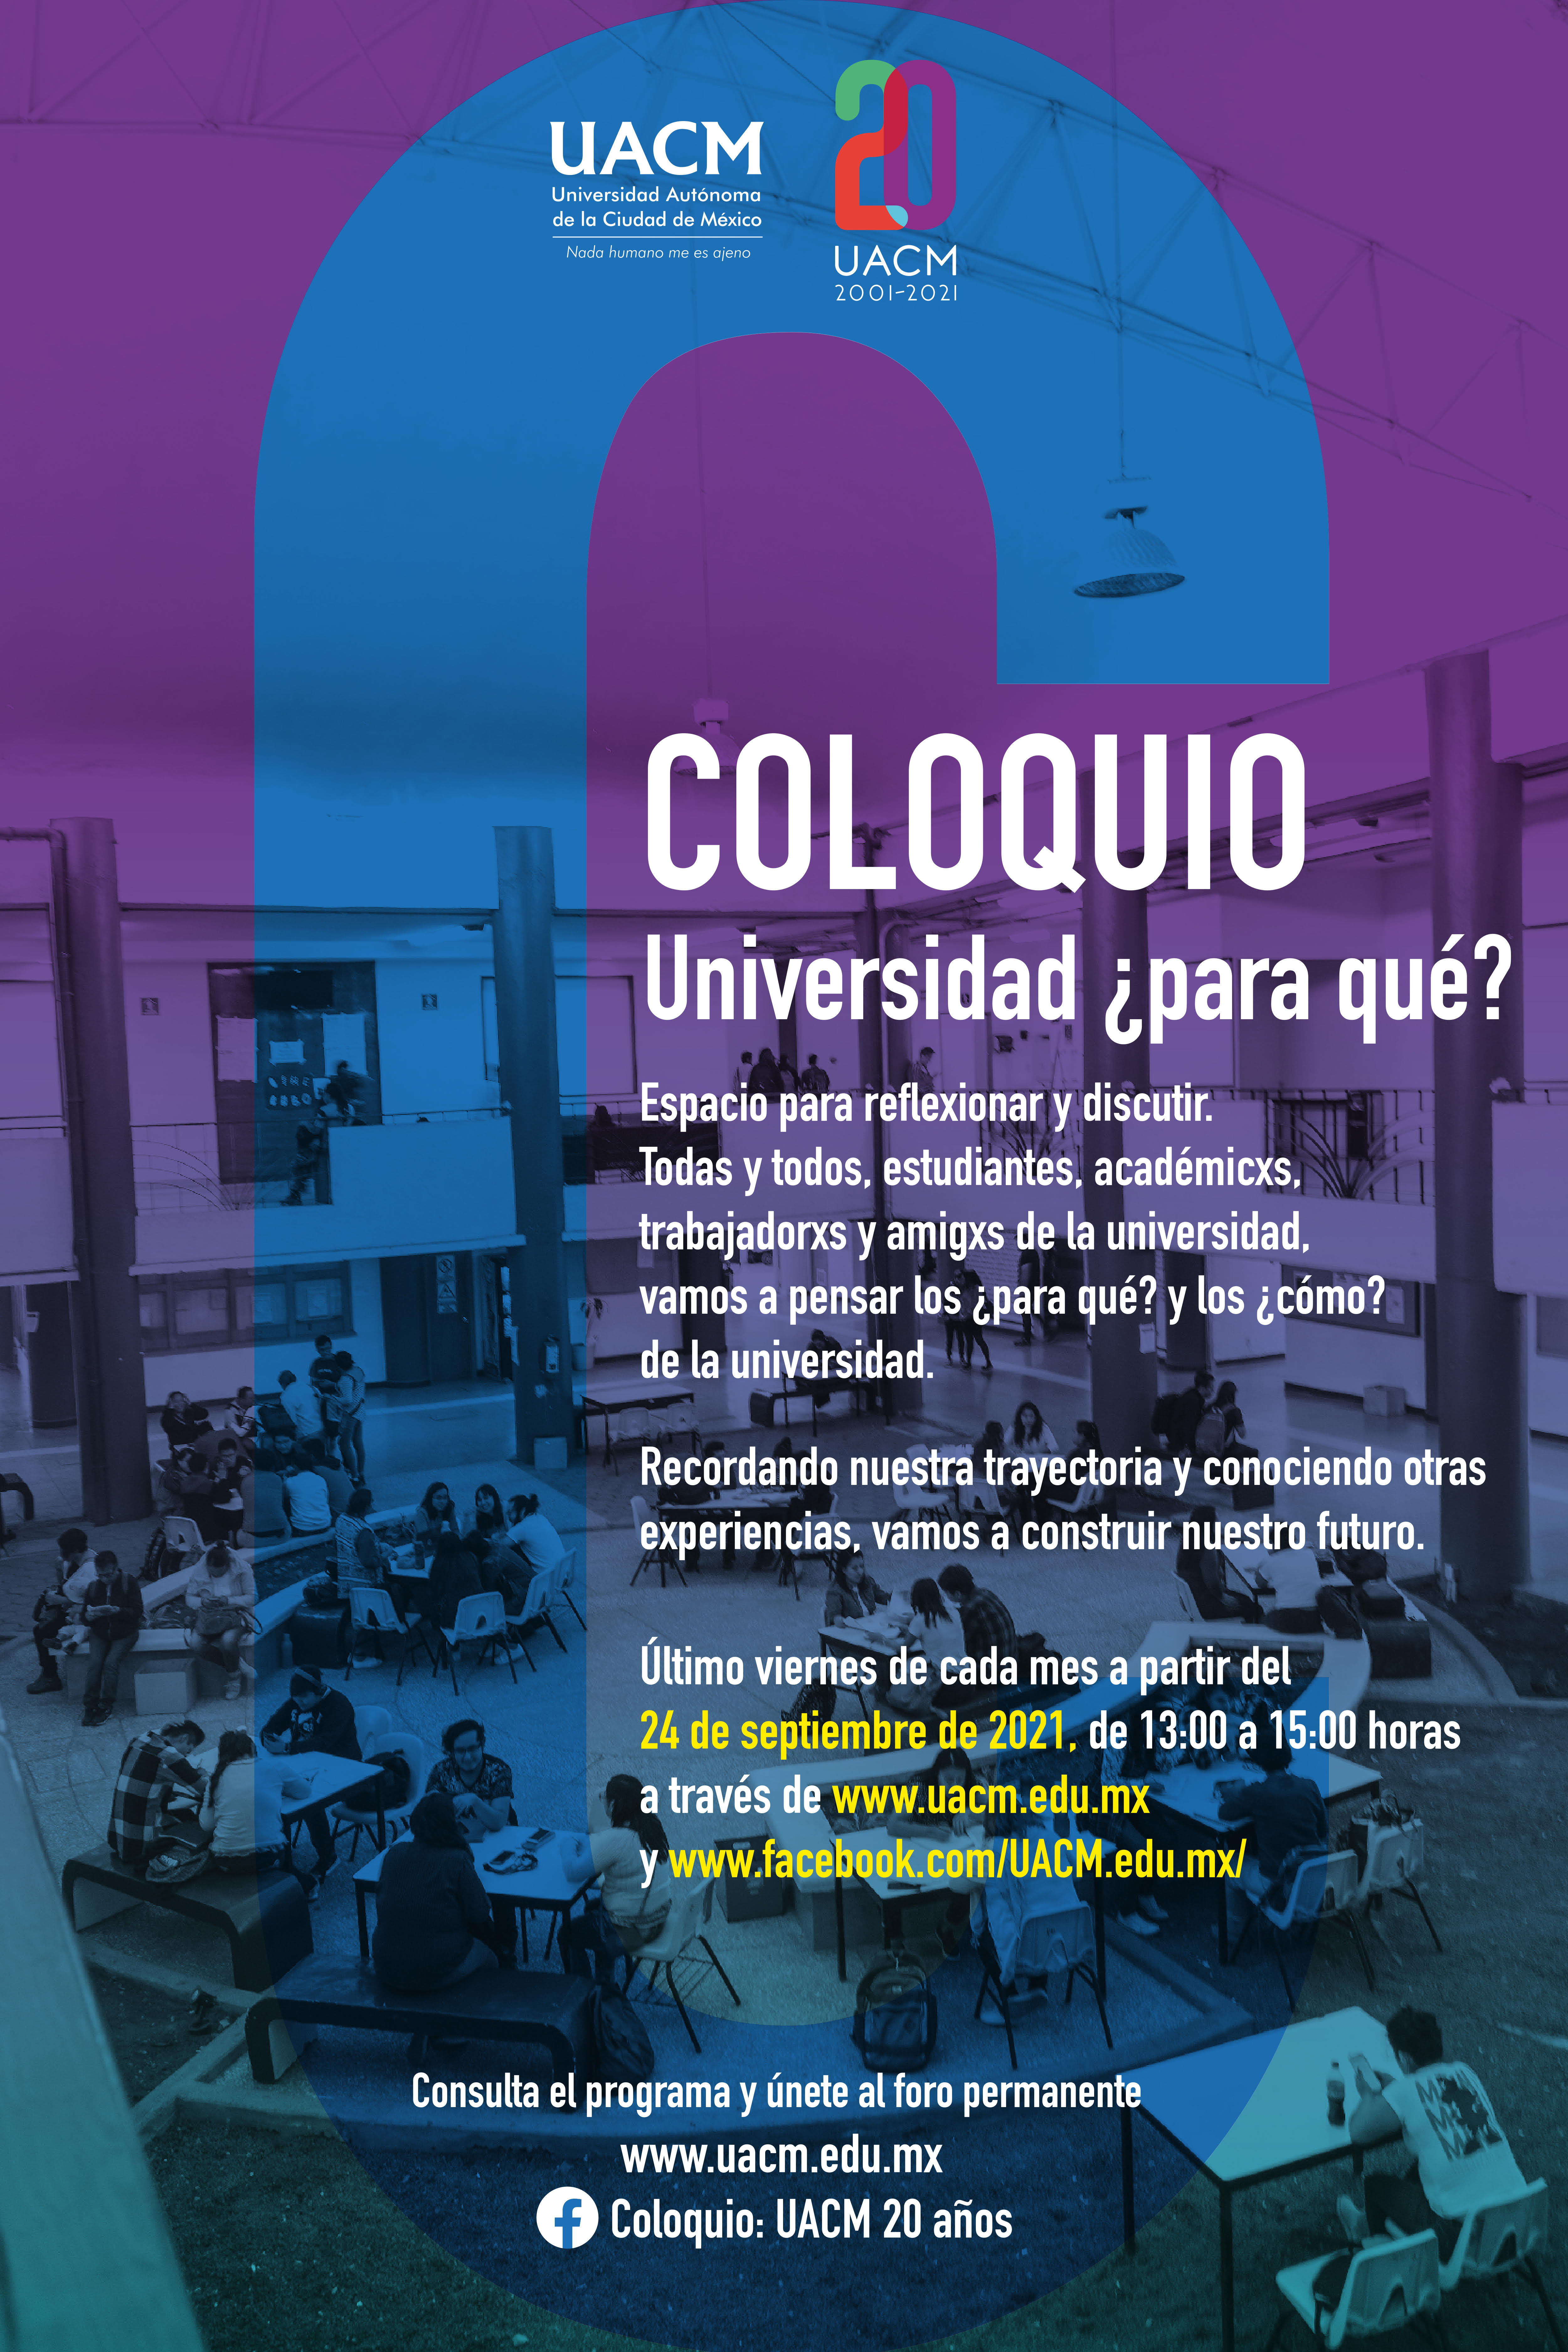 UACM
Universidad Autónoma
de la Ciudad de México
Nada humano me es ajeno
20
UACM
2001-2021
COLOQUIO
Universidad ¿para qué?
Espacio para reflexionar y discutir.
Todas y todos, estudiantes, académicxs,
trabajadorxs y amigxs de la universidad,
vamos a pensar los ¿para qué? y los ¿cómo?
de la universidad.
Recordando nuestra trayectoria y conociendo otras
experiencias, vamos a construir nuestro futuro.
Último viernes de cada mes a partir del
24 de septiembre de 2021, de 13:00 a 15:00 horas
a través de www.uacm.edu.mx
y www.facebook.com/UACM.edu.mx/
Consulta el programa y únete al foro permanente
www.uacm.edu.mx
Coloquio: UACM 20 años